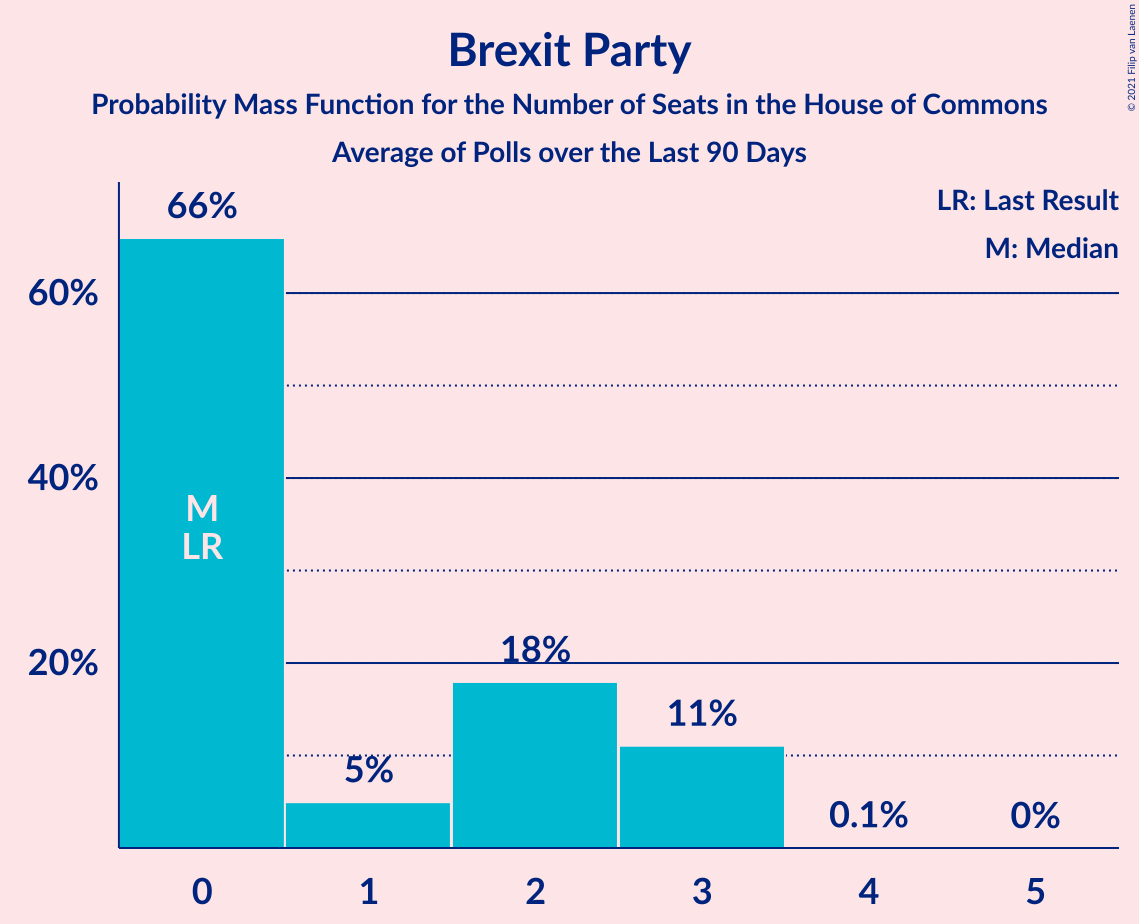 Brexit Party
Probability Mass Function for the Number of Seats in the House of Commons
Average of Polls over the Last 90 Days
© 2021 Filip van Laenen
LR: Last Result
M: Median
66%
60%
40%
20%
M
LR
5%
18%
11%
0.1%
0%
0 1 2 3 4 5